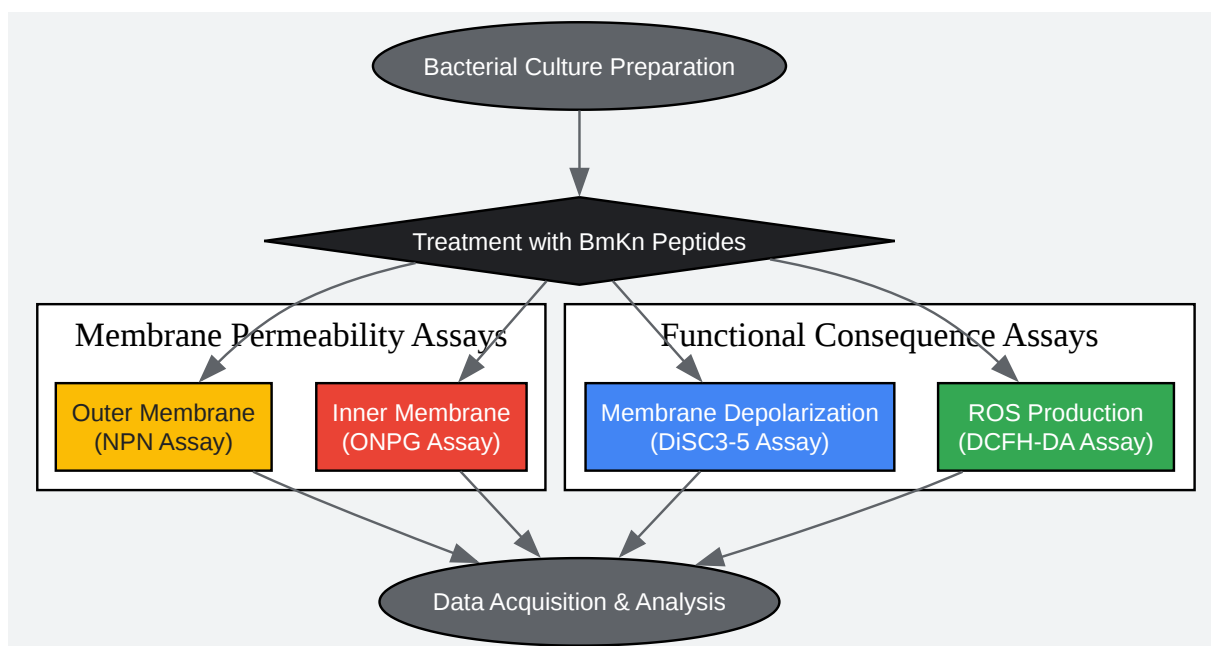 Bacterial Culture Preparation
Treatment with BmKn Peptides
Membrane Permeability Assays
Functional Consequence Assays
Outer Membrane
(NPN Assay)
Inner Membrane
(ONPG Assay)
Membrane Depolarization
(DiSC3-5 Assay)
ROS Production
(DCFH-DA Assay)
Data Acquisition & Analysis